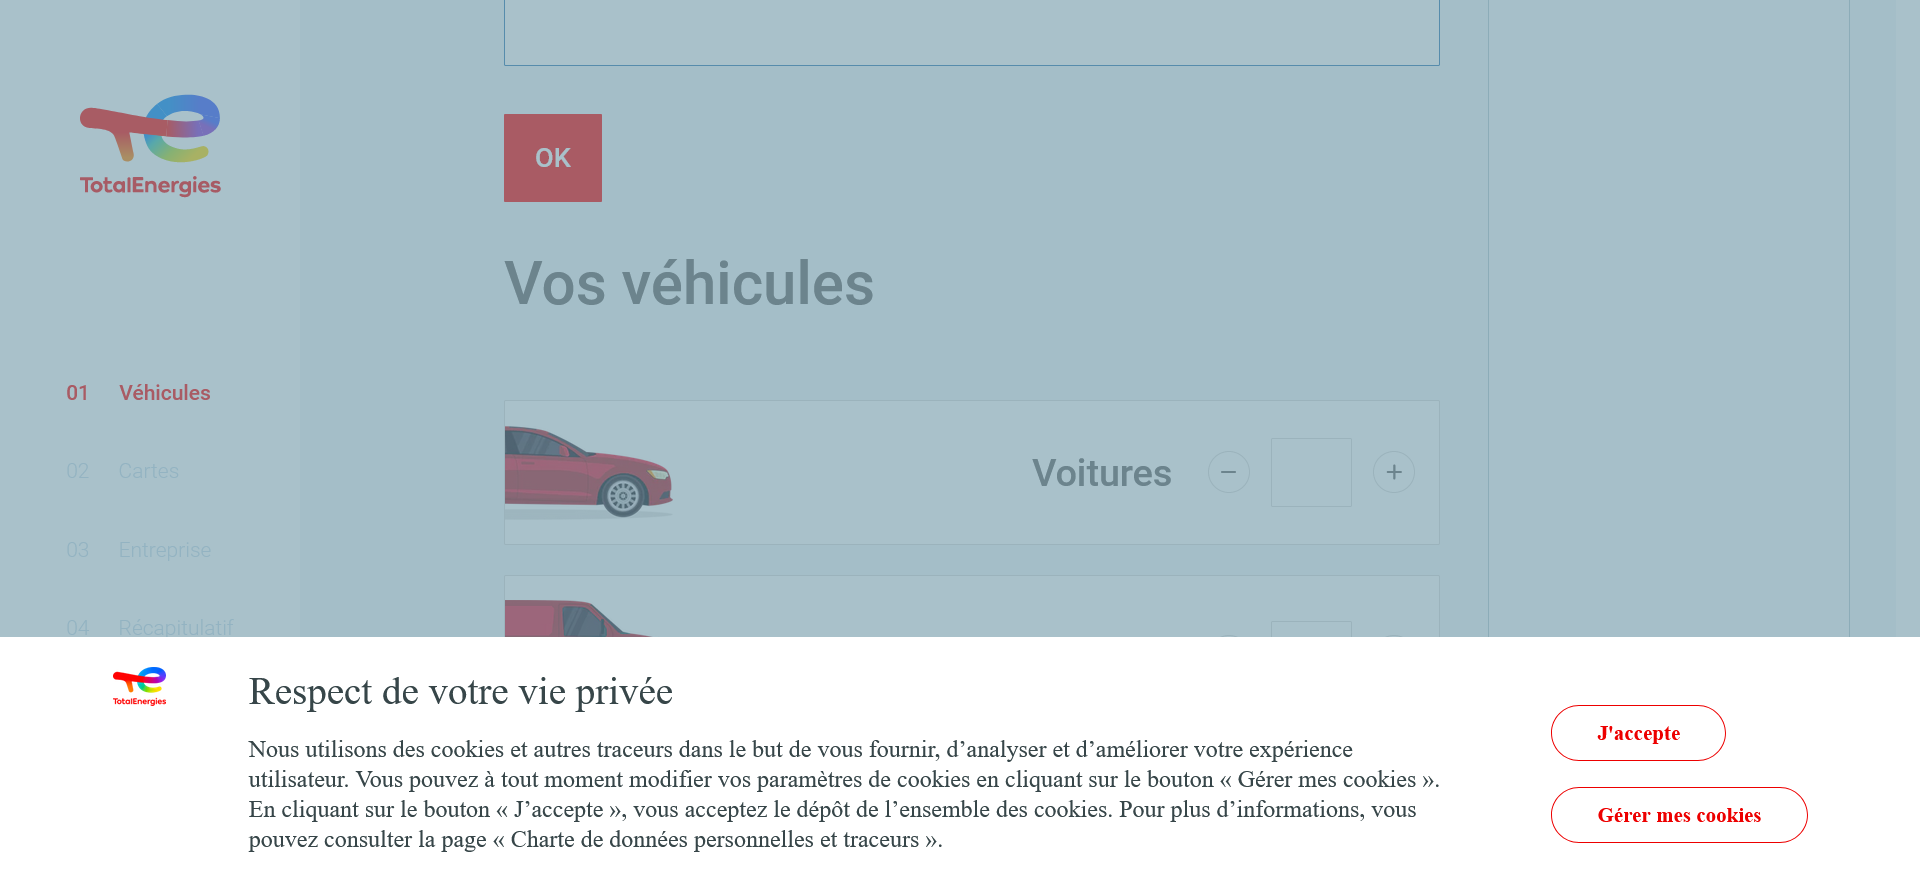 TotalEnergies
OK
Vos véhicules
01 Véhicules
02 Cartes
Voitures − +
03 Entreprise
04 Récapitulatif
TotalEnergies
Respect de votre vie privée
Nous utilisons des cookies et autres traceurs dans le but de vous fournir, d’analyser et d’améliorer votre expérience
utilisateur. Vous pouvez à tout moment modifier vos paramètres de cookies en cliquant sur le bouton « Gérer mes cookies ».
En cliquant sur le bouton « J’accepte », vous acceptez le dépôt de l’ensemble des cookies. Pour plus d’informations, vous
pouvez consulter la page « Charte de données personnelles et traceurs ».
J'accepte
Gérer mes cookies